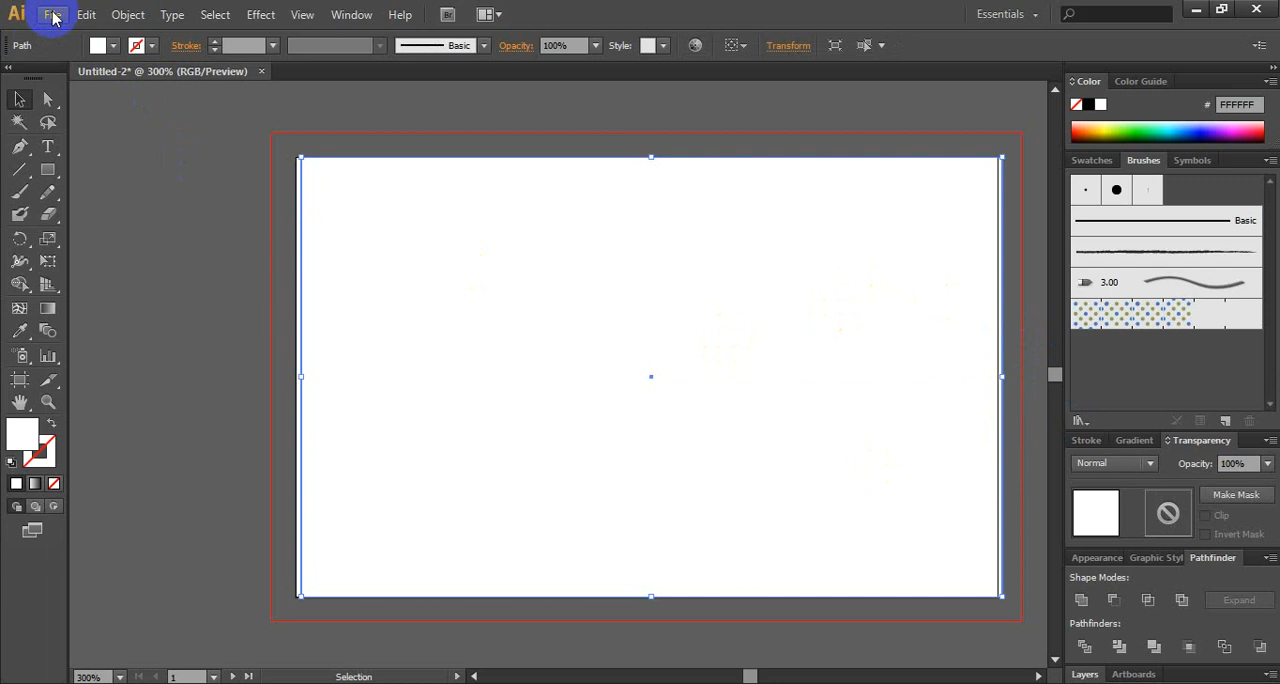 Ai File Edit Object Type Select Effect View Window Help Br Essentials
Path Stroke: Basic Opacity: 100% Style: Transform
Untitled-2* @ 300% (RGB/Preview) ×
Color Color Guide
# FFFFFF
Swatches Brushes Symbols
Basic
3.00
Stroke Gradient Transparency
Normal Opacity: 100%
Make Mask
Clip
Invert Mask
Appearance Graphic Styl Pathfinder
Shape Modes:
Expand
Pathfinders:
Layers Artboards
300% 1 Selection